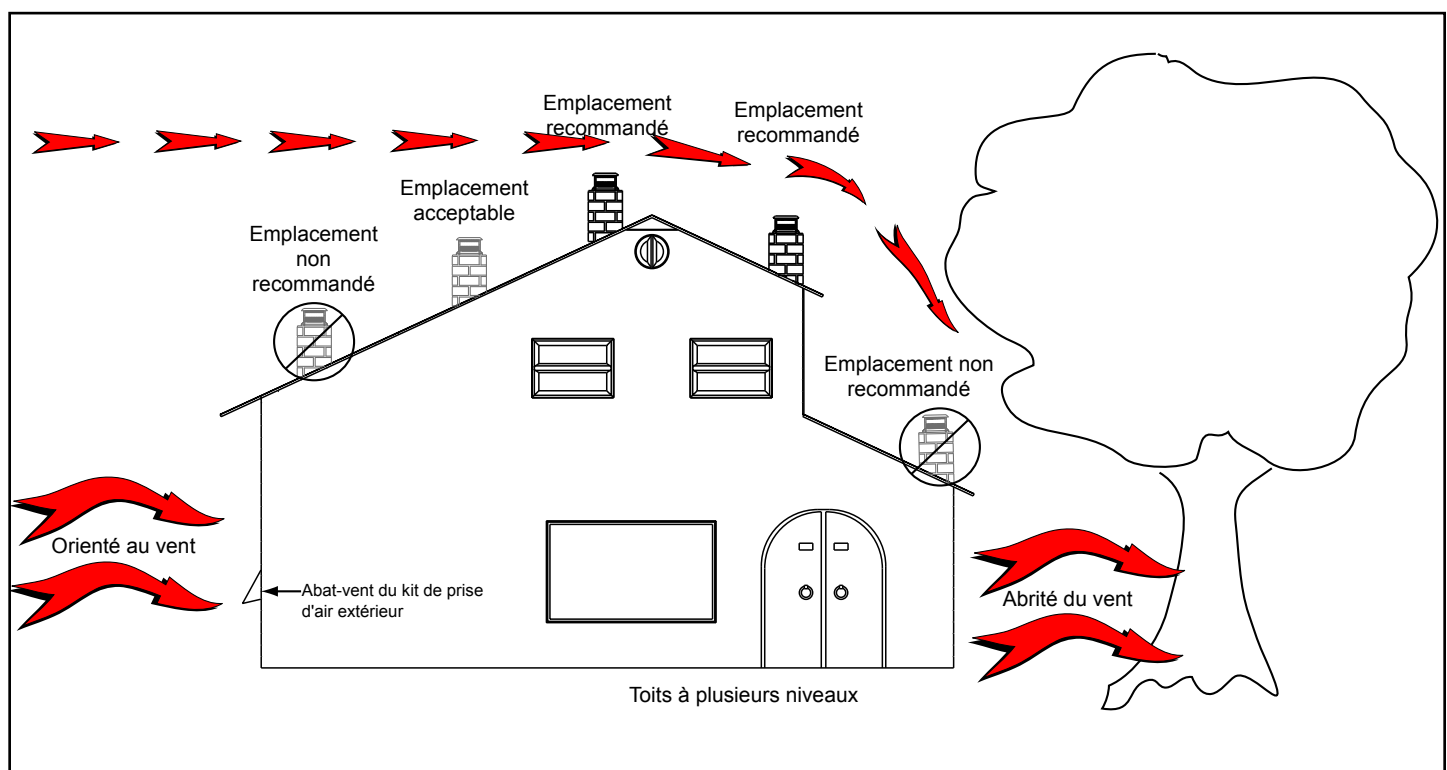 Emplacement
recommandé
Emplacement
recommandé
Emplacement
acceptable
Emplacement
non
recommandé
Emplacement non
recommandé
Orienté au vent
Abat-vent du kit de prise
d'air extérieur
Abrité du vent
Toits à plusieurs niveaux